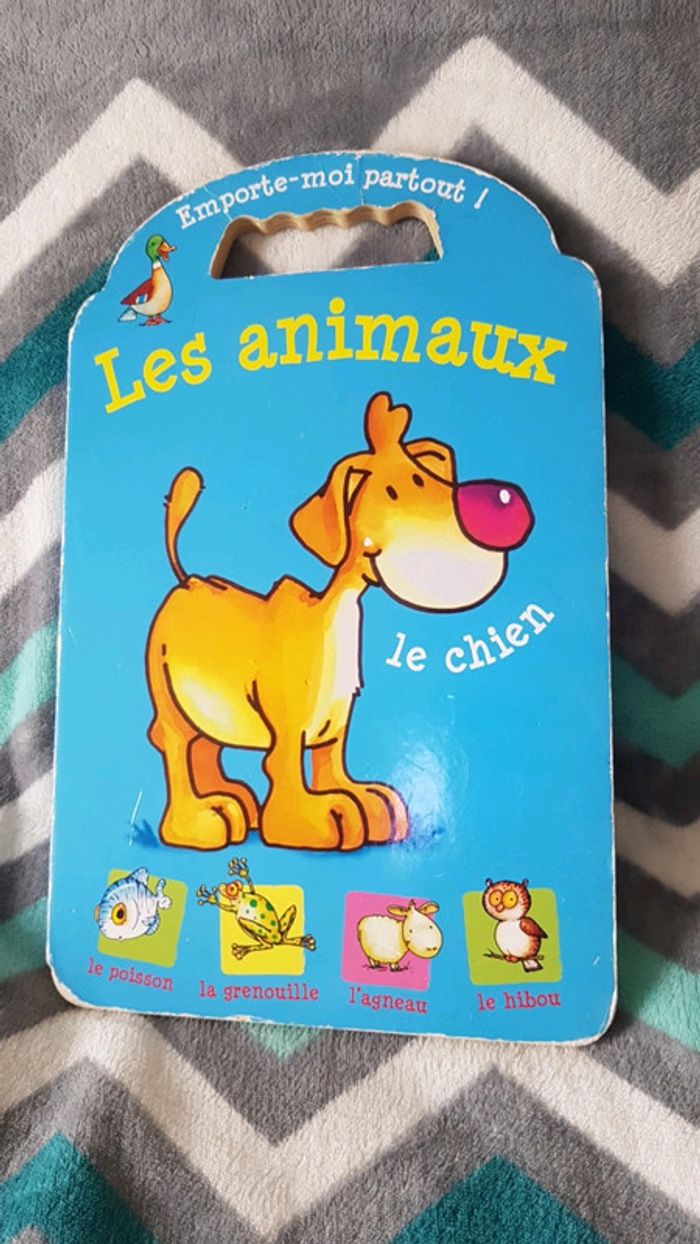 Emporte-moi partout !
Les animaux
le chien
le poisson
la grenouille
l'agneau
le hibou